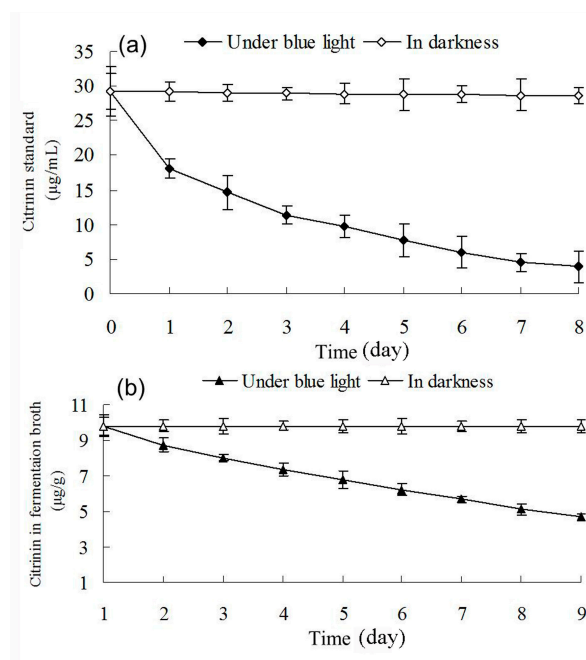 (a)
Under blue light In darkness
35
30
25
20
15
10
5
0
Citrinin standard
(μg/mL)
0 1 2 3 4 5 6 7 8
Time (day)
(b)
Under blue light In darkness
11
9
7
5
3
1
Citrinin in fermentaion broth
(μg/g)
1 2 3 4 5 6 7 8 9
Time (day)